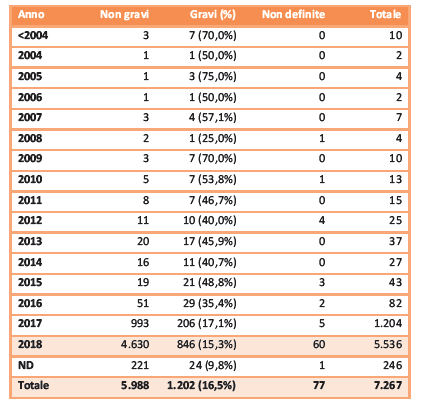 Anno Non gravi Gravi (%) Non definite Totale
<2004 3 7 (70,0%) 0 10
2004 1 1 (50,0%) 0 2
2005 1 3 (75,0%) 0 4
2006 1 1 (50,0%) 0 2
2007 3 4 (57,1%) 0 7
2008 2 1 (25,0%) 1 4
2009 3 7 (70,0%) 0 10
2010 5 7 (53,8%) 1 13
2011 8 7 (46,7%) 0 15
2012 11 10 (40,0%) 4 25
2013 20 17 (45,9%) 0 37
2014 16 11 (40,7%) 0 27
2015 19 21 (48,8%) 3 43
2016 51 29 (35,4%) 2 82
2017 993 206 (17,1%) 5 1.204
2018 4.630 846 (15,3%) 60 5.536
ND 221 24 (9,8%) 1 246
Totale 5.988 1.202 (16,5%) 77 7.267